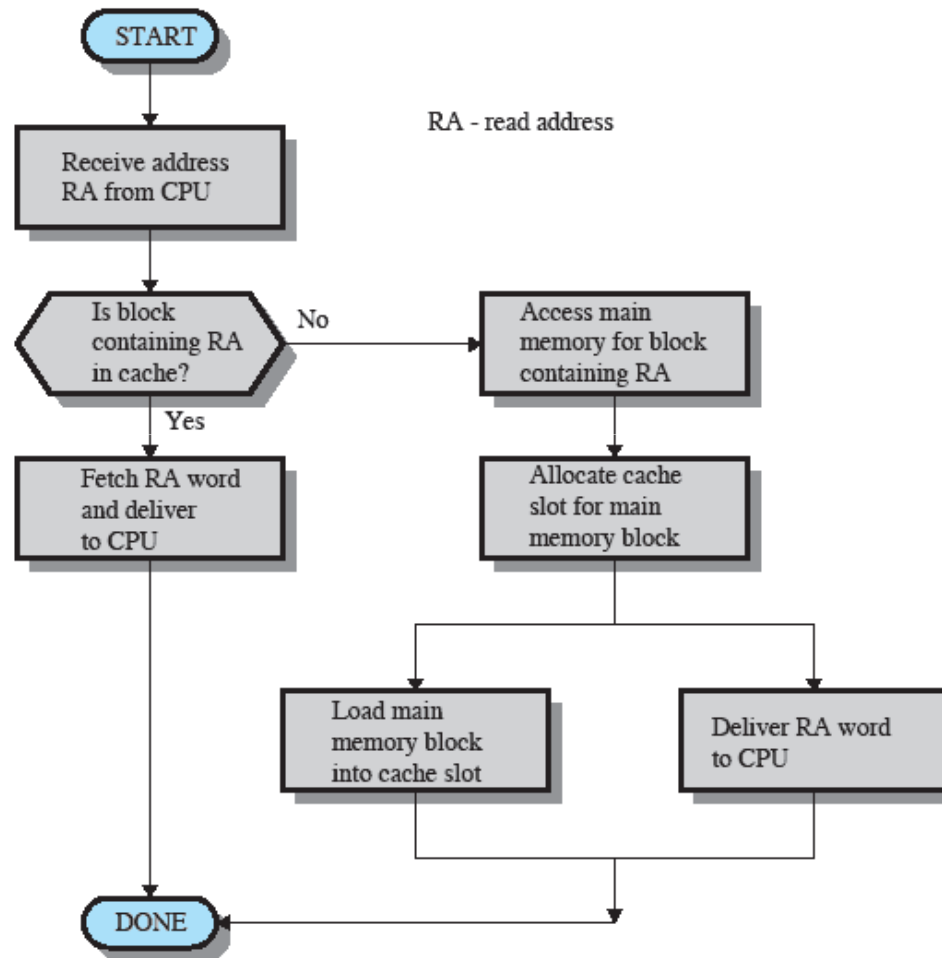 START
RA - read address
Receive address
RA from CPU
Is block
containing RA
in cache?
No
Yes
Access main
memory for block
containing RA
Fetch RA word
and deliver
to CPU
Allocate cache
slot for main
memory block
Load main
memory block
into cache slot
Deliver RA word
to CPU
DONE